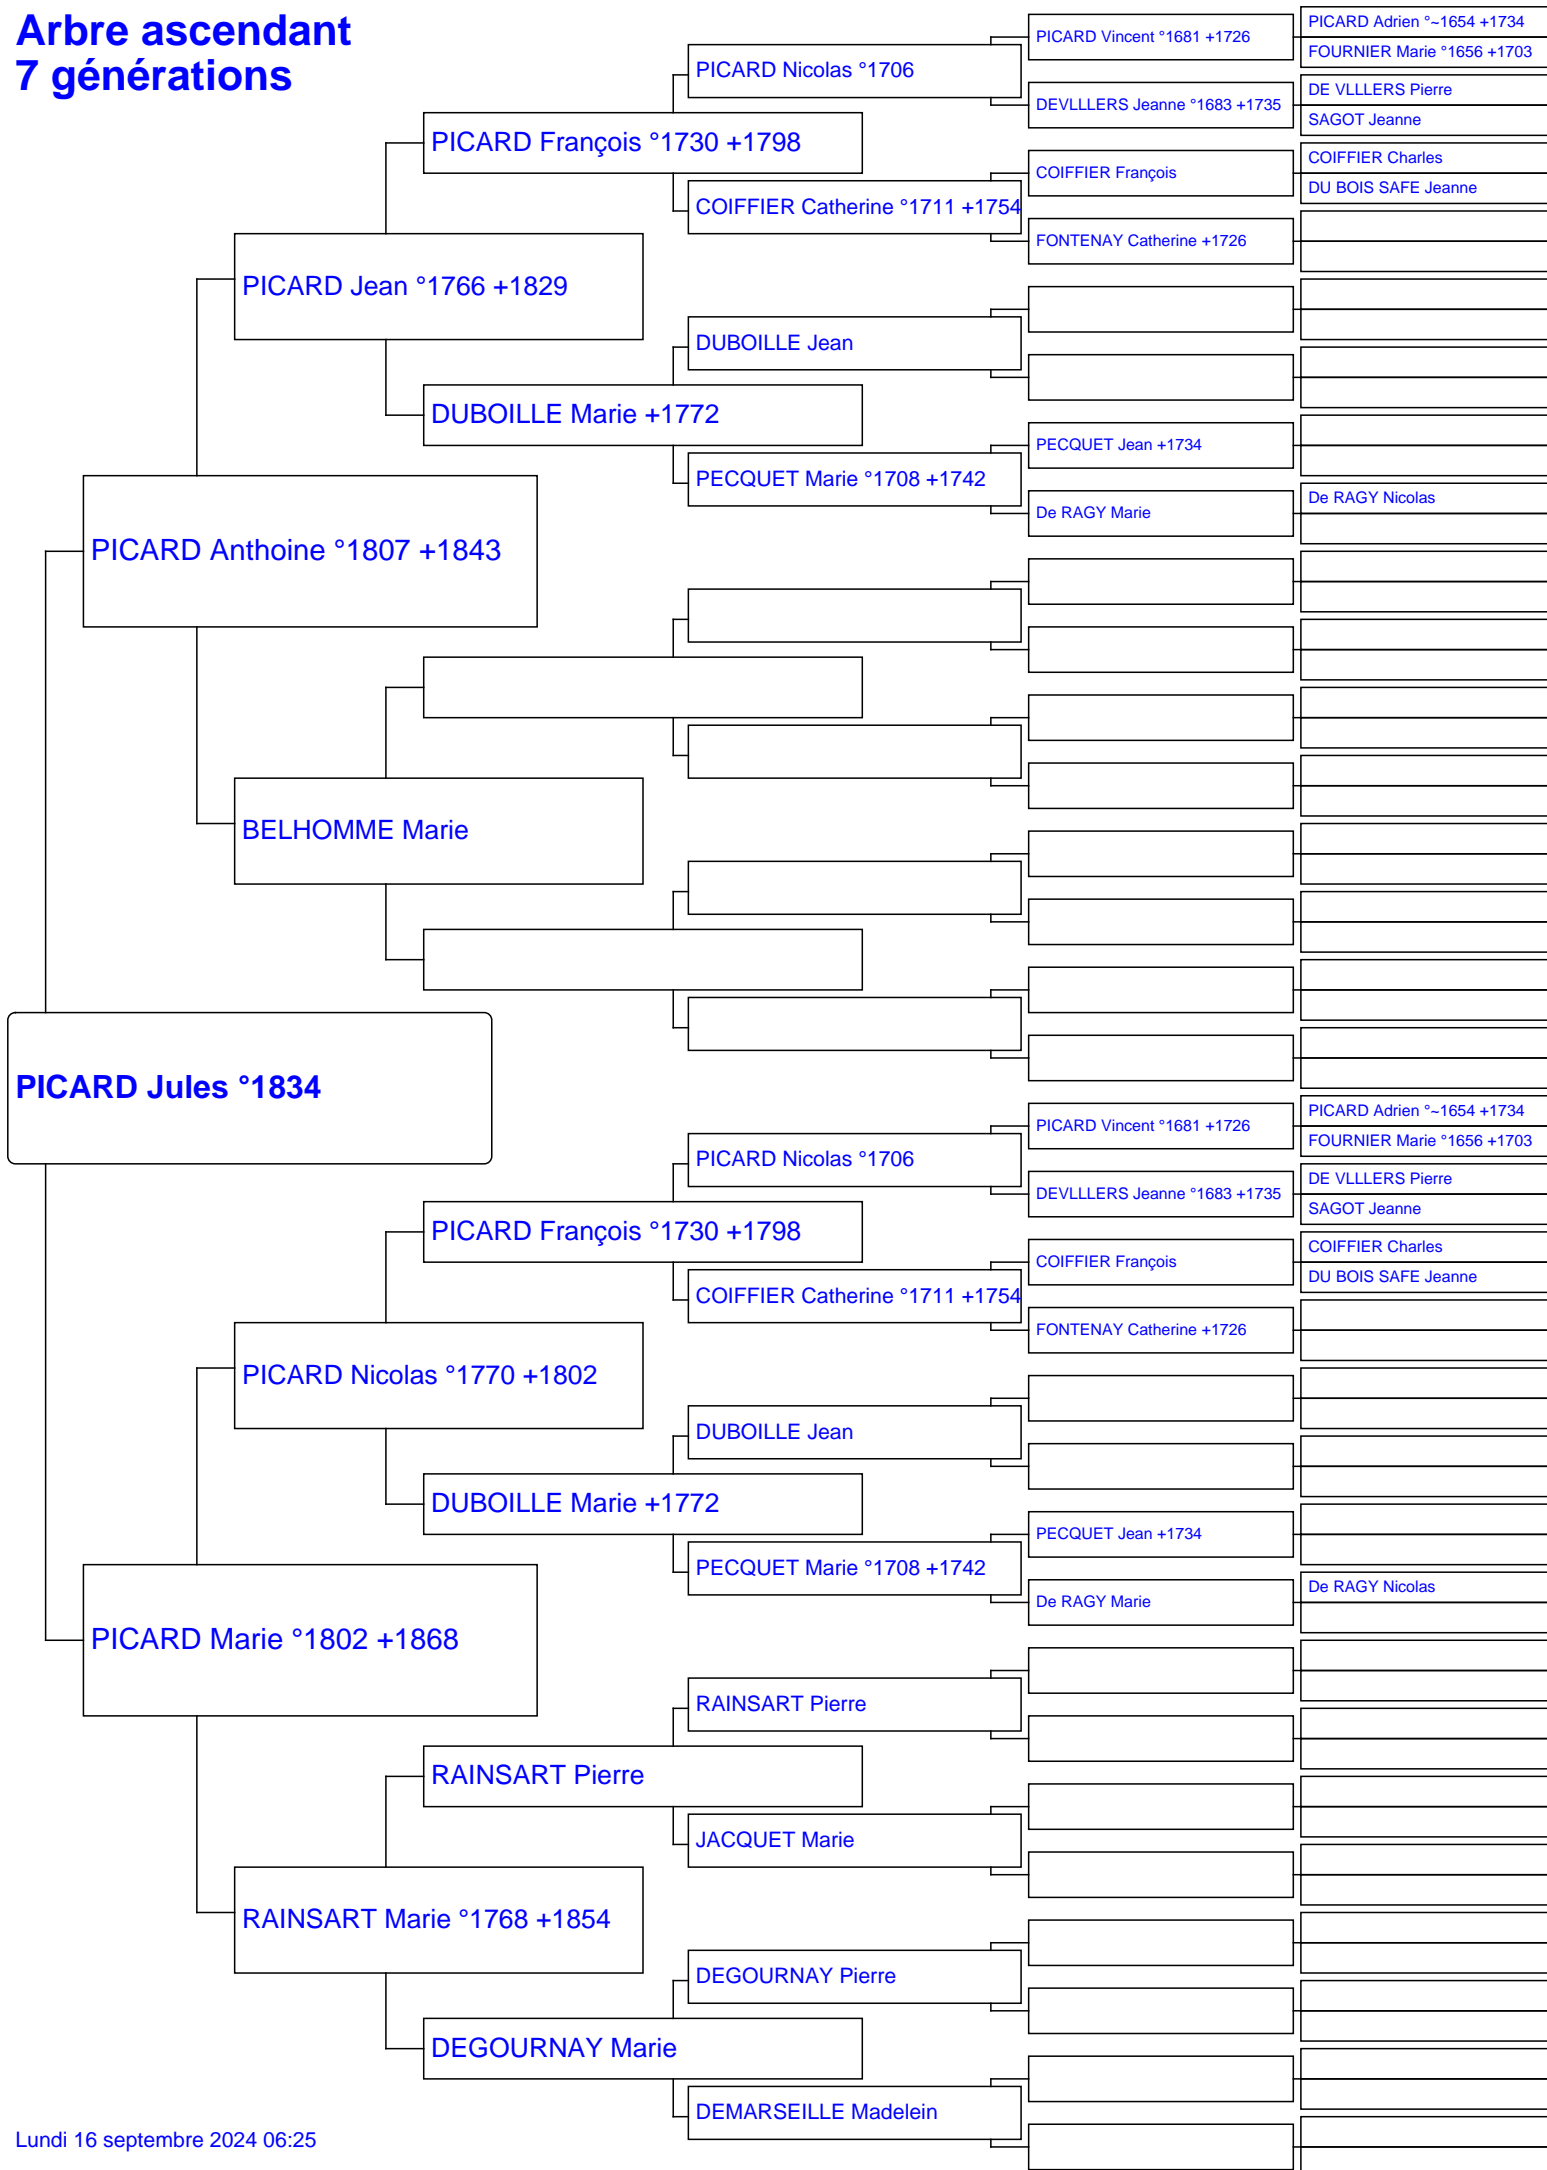 Arbre ascendant
7 générations
PICARD Adrien °~1654 +1734
PICARD Vincent °1681 +1726
FOURNIER Marie °1656 +1703
PICARD Nicolas °1706
DE VLLLERS Pierre
DEVLLLERS Jeanne °1683 +1735
SAGOT Jeanne
PICARD François °1730 +1798
COIFFIER Charles
COIFFIER François
DU BOIS SAFE Jeanne
COIFFIER Catherine °1711 +1754
FONTENAY Catherine +1726
PICARD Jean °1766 +1829
DUBOILLE Jean
DUBOILLE Marie +1772
PECQUET Jean +1734
PECQUET Marie °1708 +1742
De RAGY Nicolas
De RAGY Marie
PICARD Anthoine °1807 +1843
BELHOMME Marie
PICARD Jules °1834
PICARD Adrien °~1654 +1734
PICARD Vincent °1681 +1726
FOURNIER Marie °1656 +1703
PICARD Nicolas °1706
DE VLLLERS Pierre
DEVLLLERS Jeanne °1683 +1735
SAGOT Jeanne
PICARD François °1730 +1798
COIFFIER Charles
COIFFIER François
DU BOIS SAFE Jeanne
COIFFIER Catherine °1711 +1754
FONTENAY Catherine +1726
PICARD Nicolas °1770 +1802
DUBOILLE Jean
DUBOILLE Marie +1772
PECQUET Jean +1734
PECQUET Marie °1708 +1742
De RAGY Nicolas
De RAGY Marie
PICARD Marie °1802 +1868
RAINSART Pierre
RAINSART Pierre
JACQUET Marie
RAINSART Marie °1768 +1854
DEGOURNAY Pierre
DEGOURNAY Marie
DEMARSEILLE Madelein
Lundi 16 septembre 2024 06:25